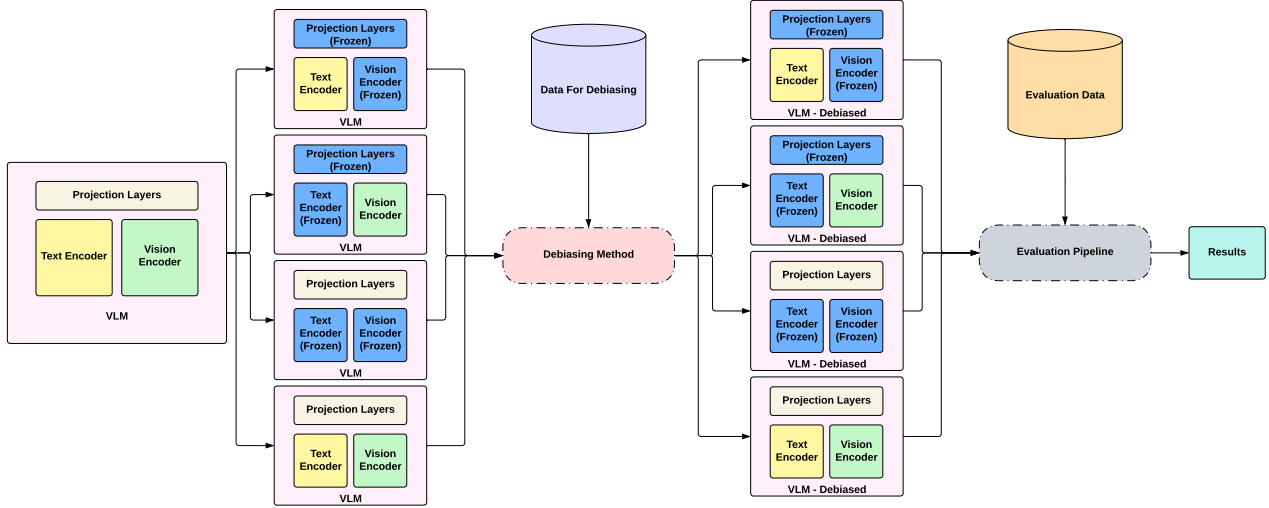 Projection Layers
Text Encoder
Vision
Encoder
VLM
Projection Layers
(Frozen)
Text
Encoder
Vision
Encoder
(Frozen)
VLM
Projection Layers
(Frozen)
Text
Encoder
(Frozen)
Vision
Encoder
VLM
Projection Layers
Text
Encoder
(Frozen)
Vision
Encoder
(Frozen)
VLM
Projection Layers
Text
Encoder
Vision
Encoder
VLM
Data For Debiasing
Debiasing Method
Projection Layers
(Frozen)
Text
Encoder
Vision
Encoder
(Frozen)
VLM - Debiased
Projection Layers
(Frozen)
Text
Encoder
(Frozen)
Vision
Encoder
VLM - Debiased
Projection Layers
Text
Encoder
(Frozen)
Vision
Encoder
(Frozen)
VLM - Debiased
Projection Layers
Text
Encoder
Vision
Encoder
VLM - Debiased
Evaluation Data
Evaluation Pipeline
Results